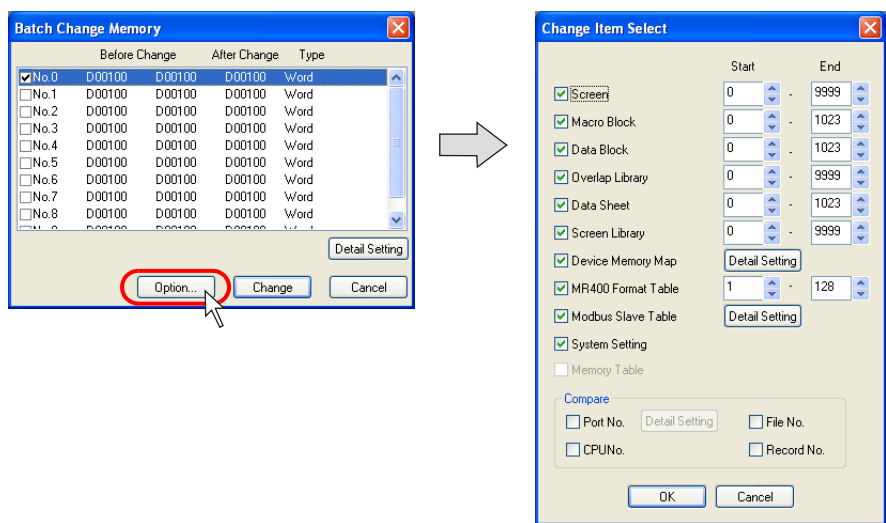 Batch Change Memory
Before Change After Change Type
No.0 D00100 D00100 D00100 Word
No.1 D00100 D00100 D00100 Word
No.2 D00100 D00100 D00100 Word
No.3 D00100 D00100 D00100 Word
No.4 D00100 D00100 D00100 Word
No.5 D00100 D00100 D00100 Word
No.6 D00100 D00100 D00100 Word
No.7 D00100 D00100 D00100 Word
No.8 D00100 D00100 D00100 Word
Detail Setting
Option... Change Cancel
Change Item Select
Start End
Screen 0 - 9999
Macro Block 0 - 1023
Data Block 0 - 1023
Overlap Library 0 - 9999
Data Sheet 0 - 1023
Screen Library 0 - 9999
Device Memory Map Detail Setting
MR400 Format Table 1 - 128
Modbus Slave Table Detail Setting
System Setting
Memory Table
Compare
Port No. Detail Setting File No.
CPUNo. Record No.
OK Cancel